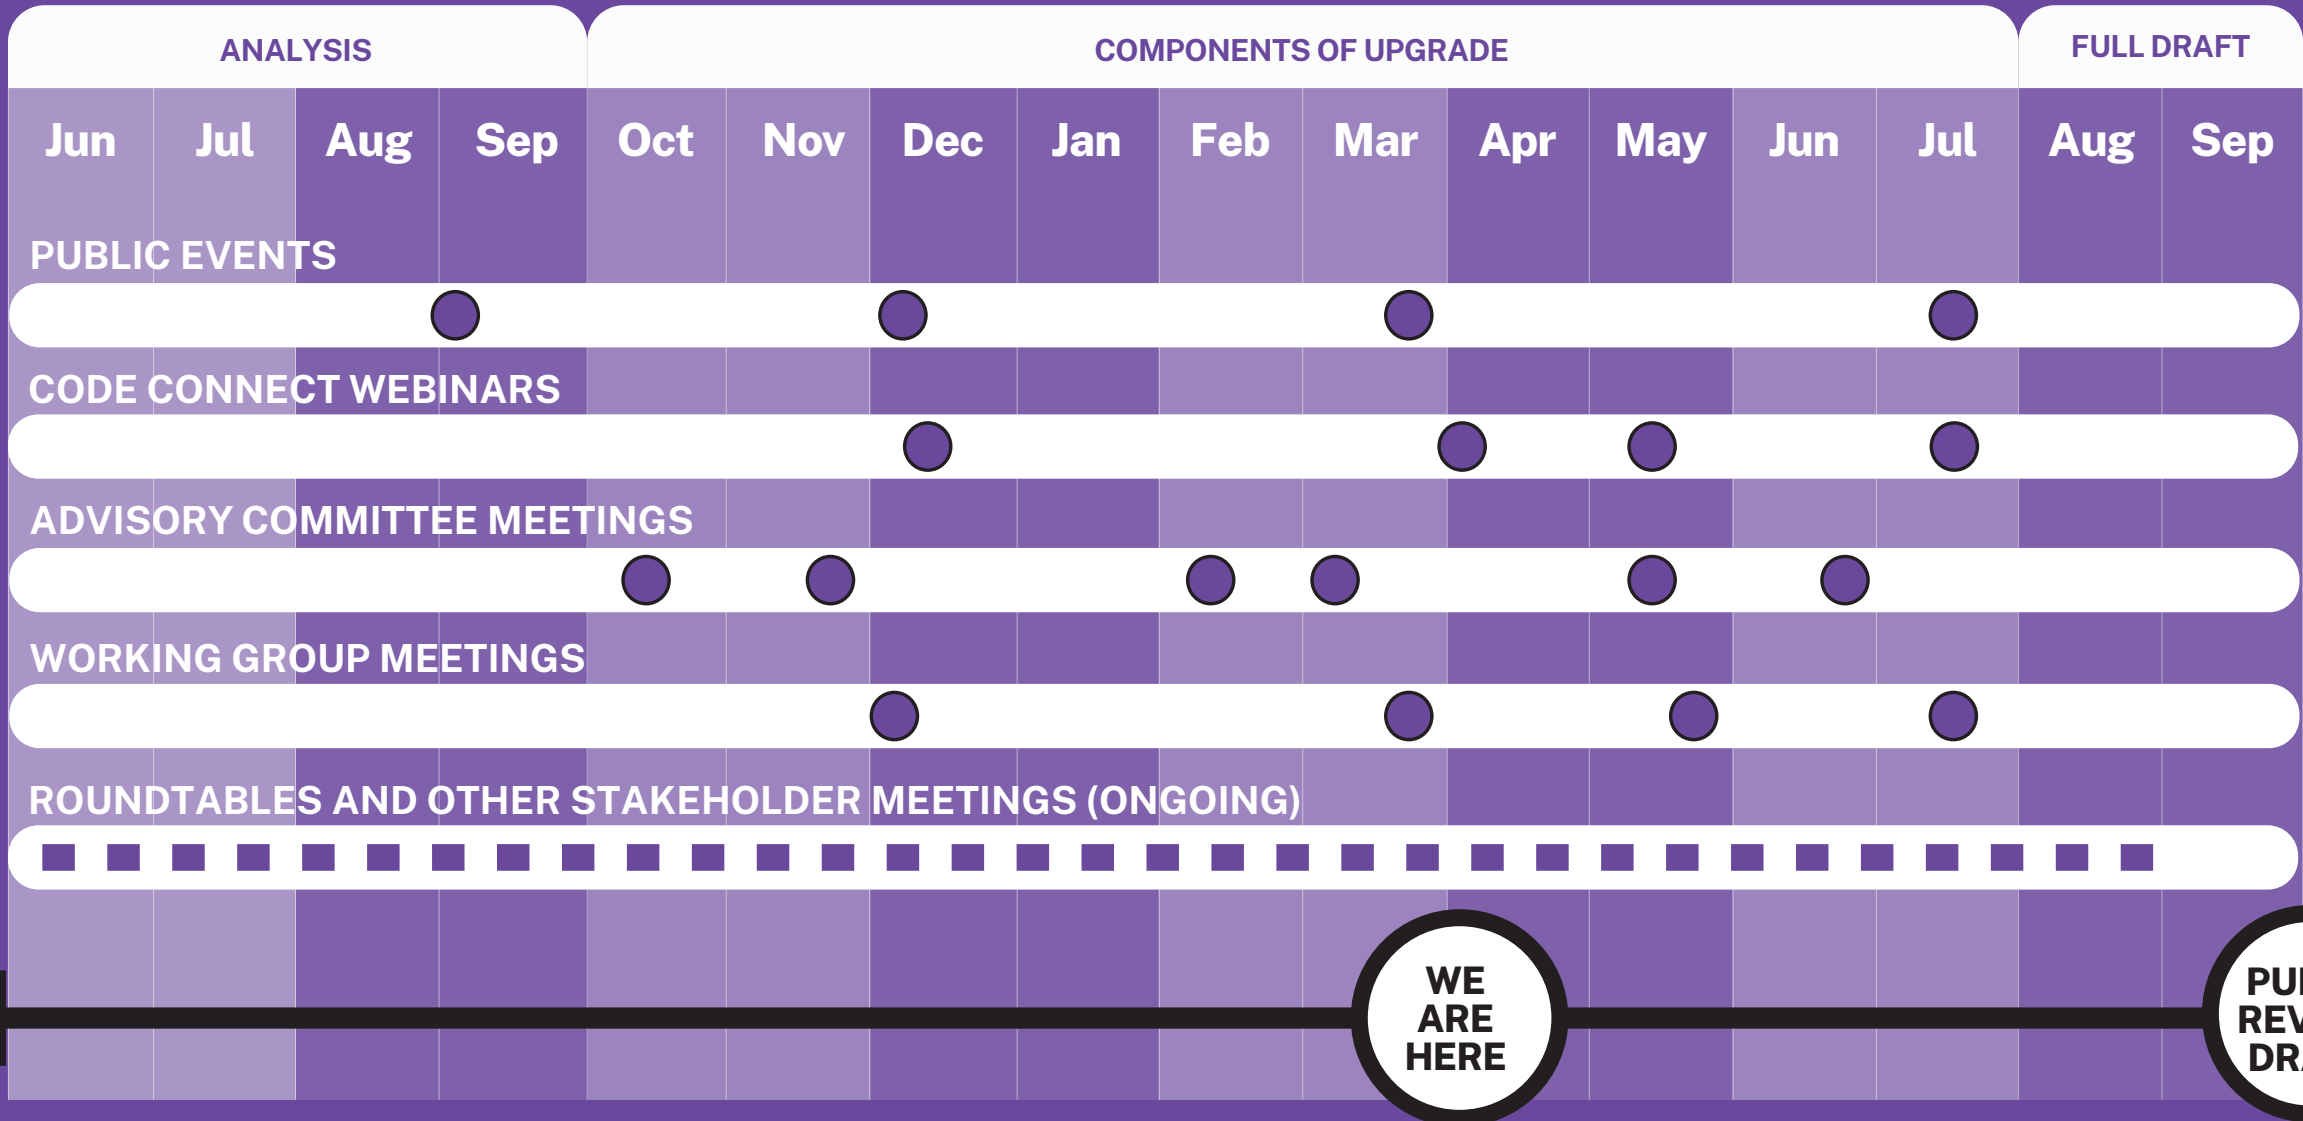 ANALYSIS COMPONENTS OF UPGRADE FULL DRAFT
Jun Jul Aug Sep Oct Nov Dec Jan Feb Mar Apr May Jun Jul Aug Sep
PUBLIC EVENTS
CODE CONNECT WEBINARS
ADVISORY COMMITTEE MEETINGS
WORKING GROUP MEETINGS
ROUNDTABLES AND OTHER STAKEHOLDER MEETINGS (ONGOING)
WE
ARE
HERE